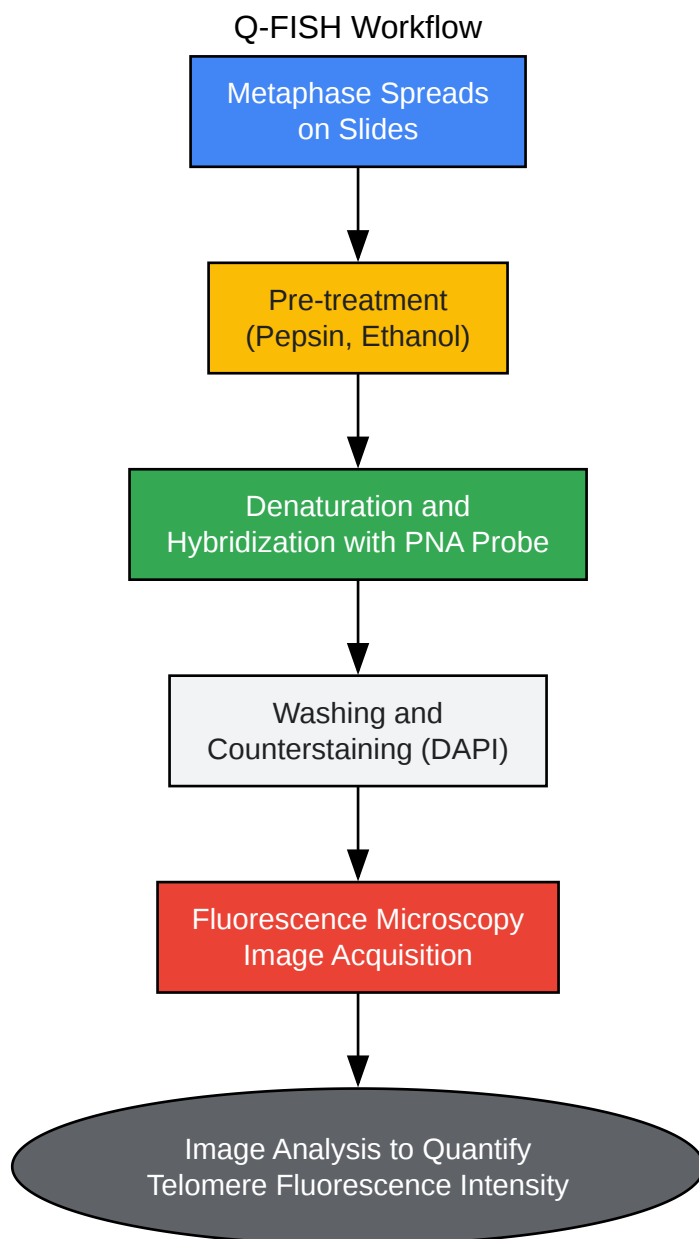 Q-FISH Workflow
Metaphase Spreads
on Slides
Pre-treatment
(Pepsin, Ethanol)
Denaturation and
Hybridization with PNA Probe
Washing and
Counterstaining (DAPI)
Fluorescence Microscopy
Image Acquisition
Image Analysis to Quantify
Telomere Fluorescence Intensity